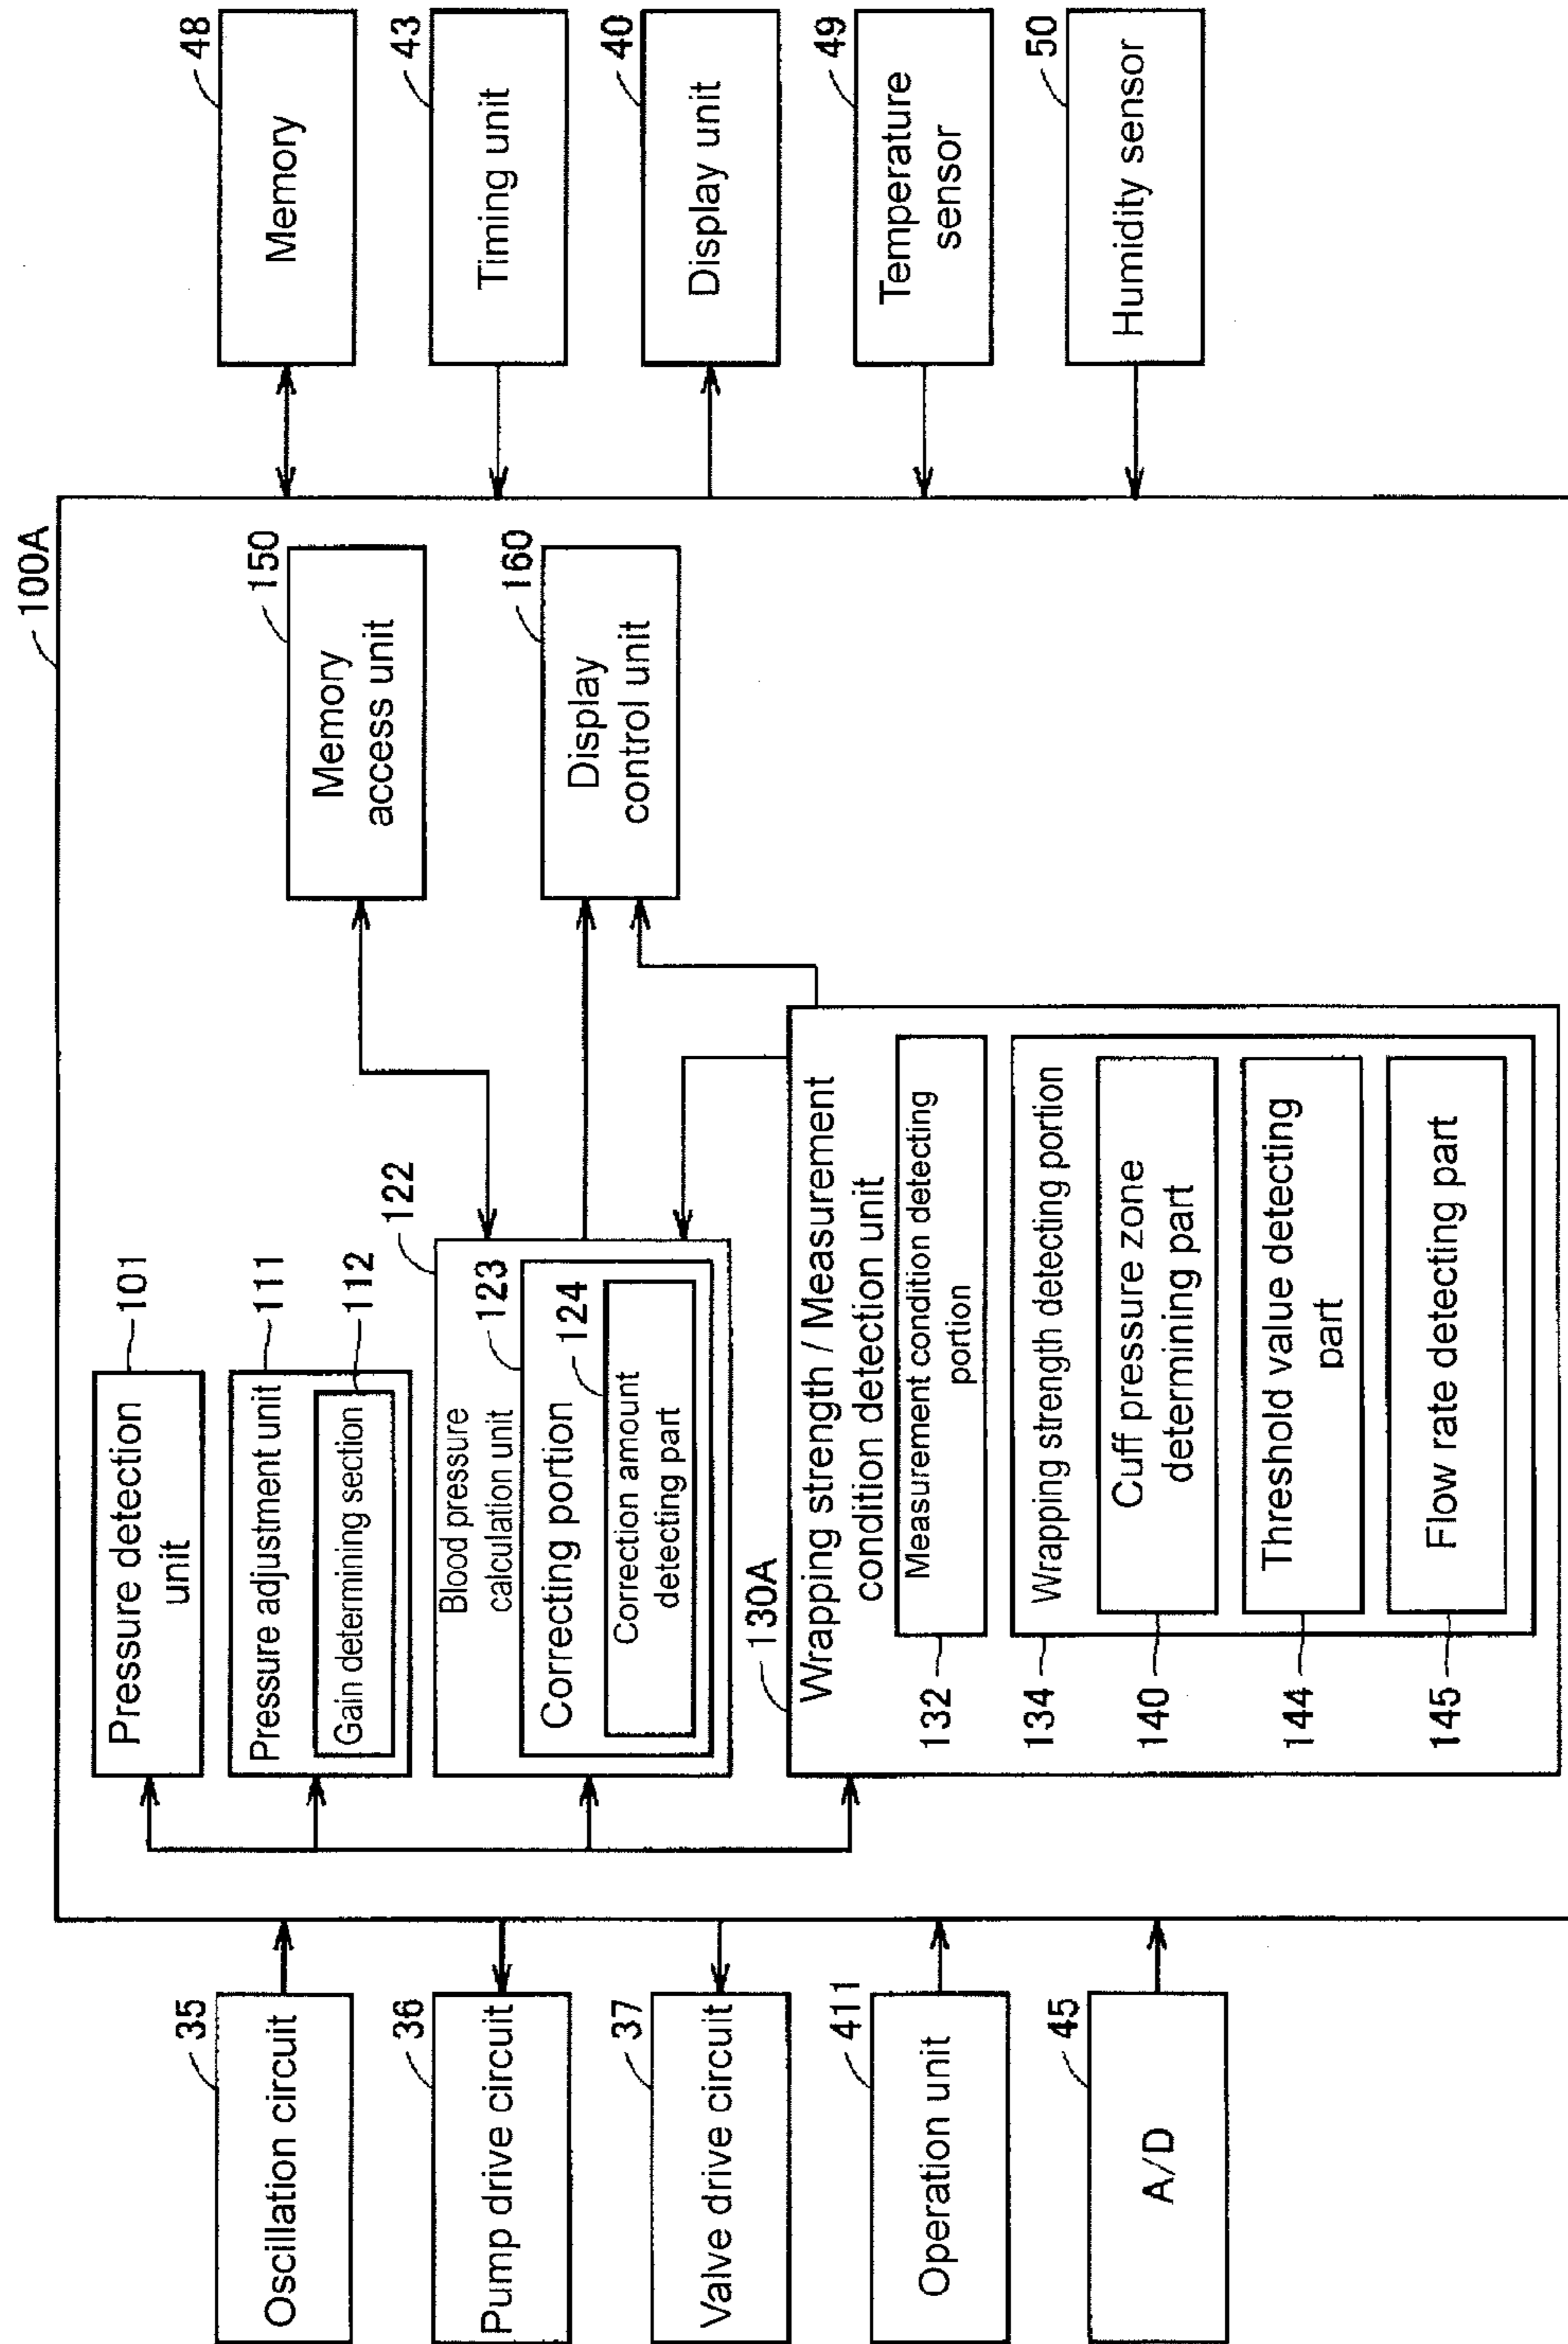 100A
35
Oscillation circuit
36
Pump drive circuit
37
Valve drive circuit
411
Operation unit
45
A/D
101
Pressure detection
unit
111
Pressure adjustment unit
112
Gain determining section
122
Blood pressure
calculation unit
123
Correcting portion
124
Correction amount
detecting part
130A
Wrapping strength / Measurement
condition detection unit
132
Measurement condition detecting
portion
134
Wrapping strength detecting portion
140
Cuff pressure zone
determining part
144
Threshold value detecting
part
145
Flow rate detecting part
150
Memory
access unit
160
Display
control unit
48
Memory
43
Timing unit
40
Display unit
49
Temperature
sensor
50
Humidity sensor